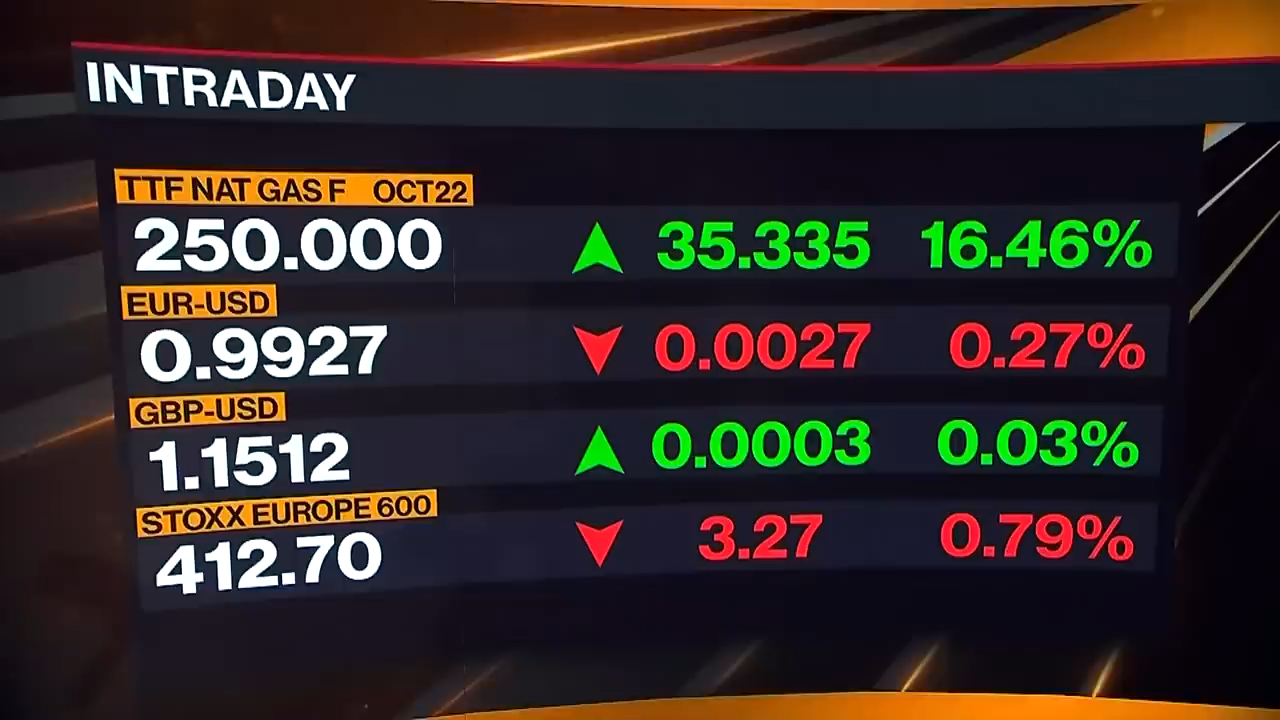 INTRADAY
TTF NAT GAS F OCT22
250.000 35.335 16.46%
EUR-USD
0.9927 0.0027 0.27%
GBP-USD
1.1512 0.0003 0.03%
STOXX EUROPE 600
412.70 3.27 0.79%